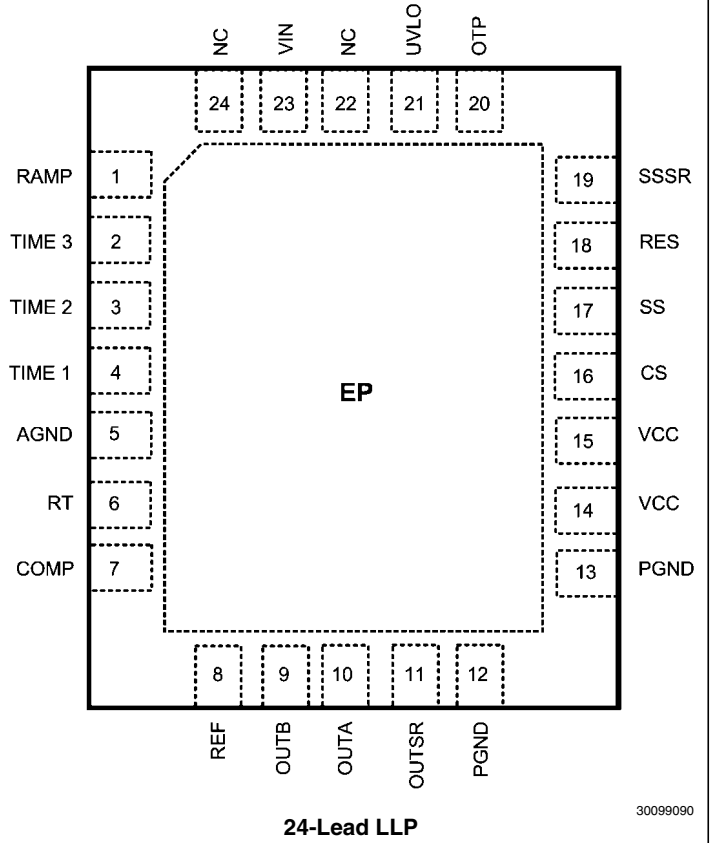 NC VIN NC UVLO OTP
24 23 22 21 20
RAMP 1
TIME 3 2
TIME 2 3
TIME 1 4
AGND 5
RT 6
COMP 7
EP
19 SSSR
18 RES
17 SS
16 CS
15 VCC
14 VCC
13 PGND
8 9 10 11 12
REF OUTB OUTA OUTSR PGND
30099090
24-Lead LLP